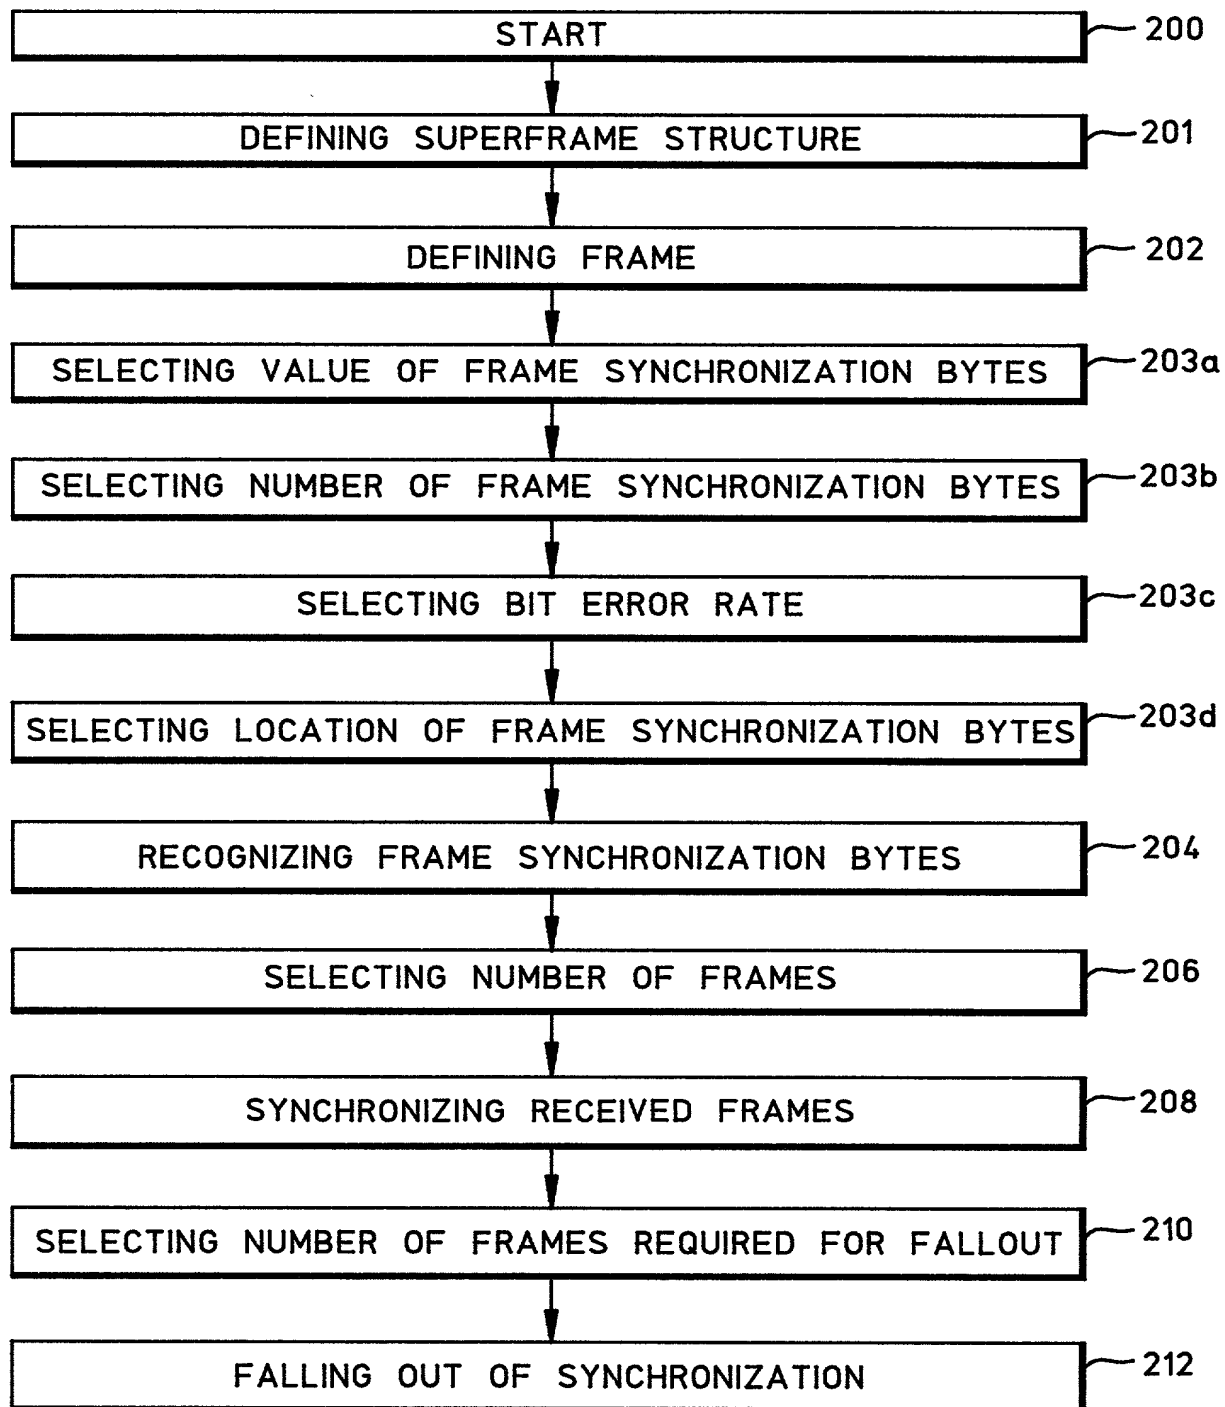 START 200
DEFINING SUPERFRAME STRUCTURE 201
DEFINING FRAME 202
SELECTING VALUE OF FRAME SYNCHRONIZATION BYTES 203a
SELECTING NUMBER OF FRAME SYNCHRONIZATION BYTES 203b
SELECTING BIT ERROR RATE 203c
SELECTING LOCATION OF FRAME SYNCHRONIZATION BYTES 203d
RECOGNIZING FRAME SYNCHRONIZATION BYTES 204
SELECTING NUMBER OF FRAMES 206
SYNCHRONIZING RECEIVED FRAMES 208
SELECTING NUMBER OF FRAMES REQUIRED FOR FALLOUT 210
FALLING OUT OF SYNCHRONIZATION 212